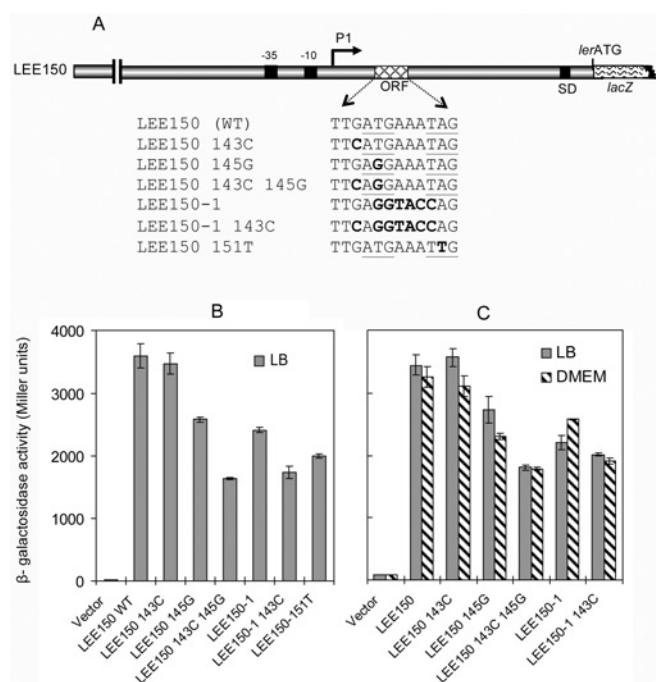 A
P1
-35
-10
lerATG
LEE150
ORF
SD
lacZ
LEE150 (WT) TTGATGAAATAG
LEE150 143C TTCATGAAATAG
LEE150 145G TTGAGGAAATAG
LEE150 143C 145G TTCAGGAAATAG
LEE150-1 TTGAGGTACCAG
LEE150-1 143C TTCAGGTACCAG
LEE150 151T TTGATGAAATTG
B
C
β- galactosidase activity (Miller units)
4000
3000
2000
1000
0
LB
LB
DMEM
Vector
LEE150 WT
LEE150 143C
LEE150 145G
LEE150 143C 145G
LEE150-1
LEE150-1 143C
LEE150-151T
Vector
LEE150
LEE150 143C
LEE150 145G
LEE150 143C 145G
LEE150-1
LEE150-1 143C